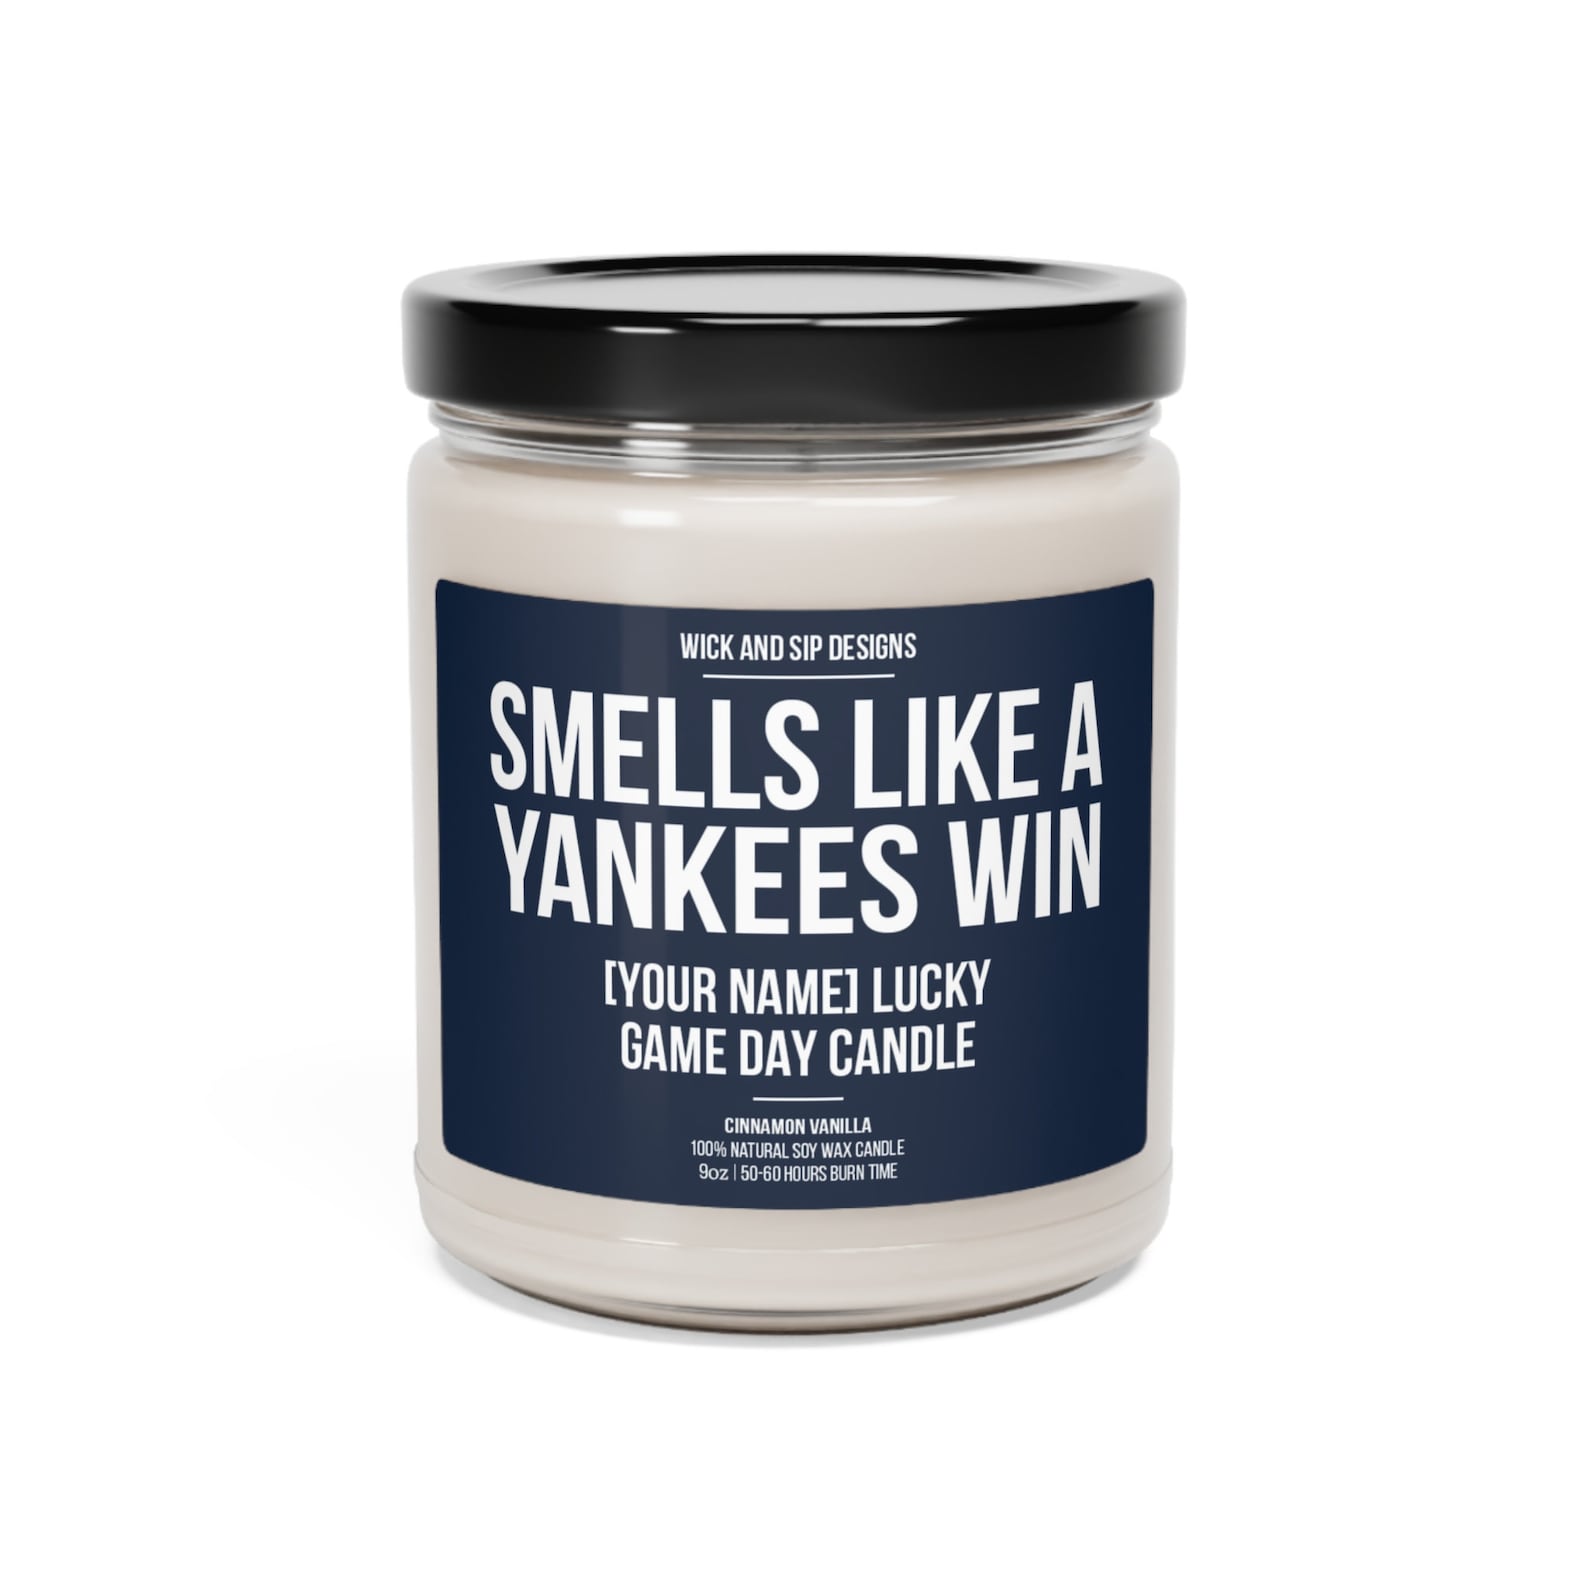 WICK AND SIP DESIGNS
SMELLS LIKE A
YANKEES WIN
[YOUR NAME] LUCKY
GAME DAY CANDLE
CINNAMON VANILLA
100% NATURAL SOY WAX CANDLE
9oz | 50-60 HOURS BURN TIME